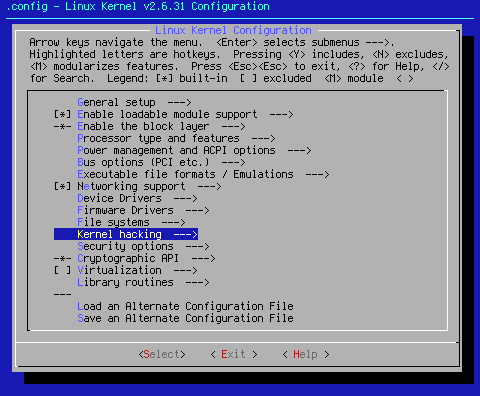 .config - Linux Kernel v2.6.31 Configuration
Linux Kernel Configuration
Arrow keys navigate the menu. <Enter> selects submenus --->.
Highlighted letters are hotkeys. Pressing <Y> includes, <N> excludes,
<M> modularizes features. Press <Esc><Esc> to exit, <?> for Help, </>
for Search. Legend: [*] built-in [ ] excluded <M> module < >
General setup --->
[*] Enable loadable module support --->
-*- Enable the block layer --->
Processor type and features --->
Power management and ACPI options --->
Bus options (PCI etc.) --->
Executable file formats / Emulations --->
[*] Networking support --->
Device Drivers --->
Firmware Drivers --->
File systems --->
Kernel hacking --->
Security options --->
-*- Cryptographic API --->
[ ] Virtualization --->
Library routines --->
---
Load an Alternate Configuration File
Save an Alternate Configuration File
<Select> < Exit > < Help >